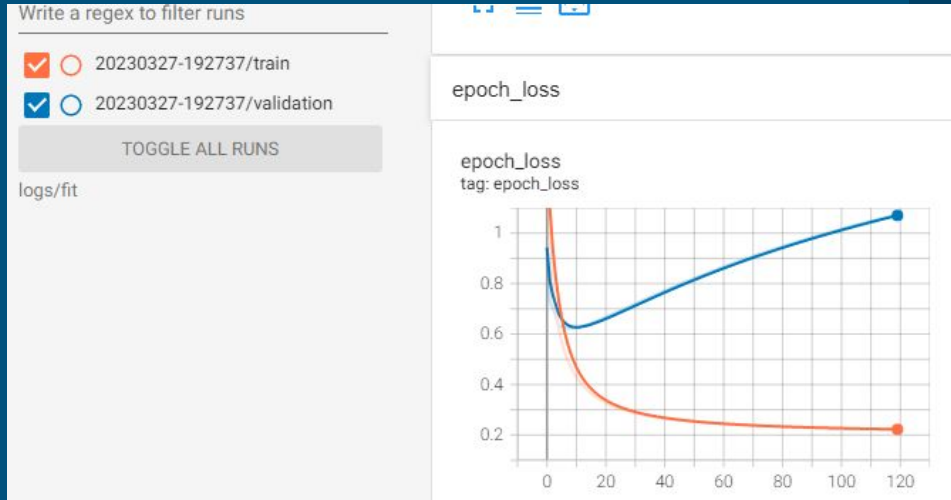 Write a regex to filter runs
20230327-192737/train
20230327-192737/validation
TOGGLE ALL RUNS
logs/fit
epoch_loss
epoch_loss
tag: epoch_loss
1
0.8
0.6
0.4
0.2
0 20 40 60 80 100 120